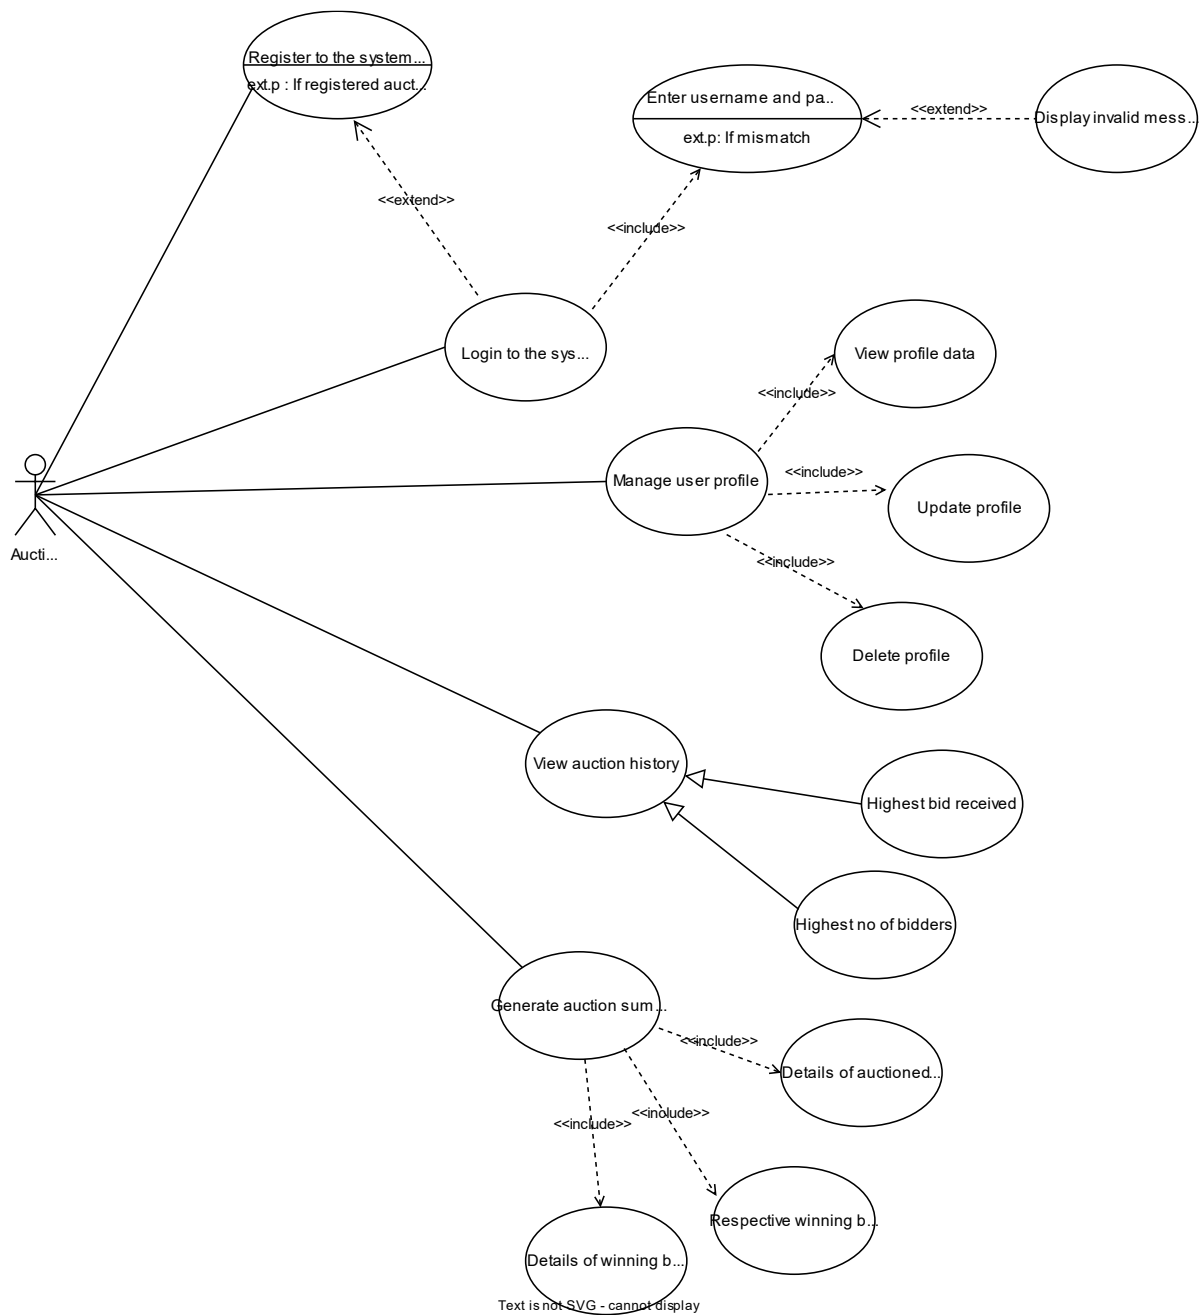 Register to the system...
ext.p : If registered auct...
Enter username and pa...
ext.p: If mismatch
<<extend>>
Display invalid mess...
<<extend>>
<<include>>
Login to the sys...
View profile data
<<include>>
Manage user profile
<<include>>
Update profile
Aucti...
<<include>>
Delete profile
View auction history
Highest bid received
Highest no of bidders
Generate auction sum...
<<include>>
Details of auctioned...
<<include>>
<<include>>
Respective winning b...
Details of winning b...
Text is not SVG - cannot display